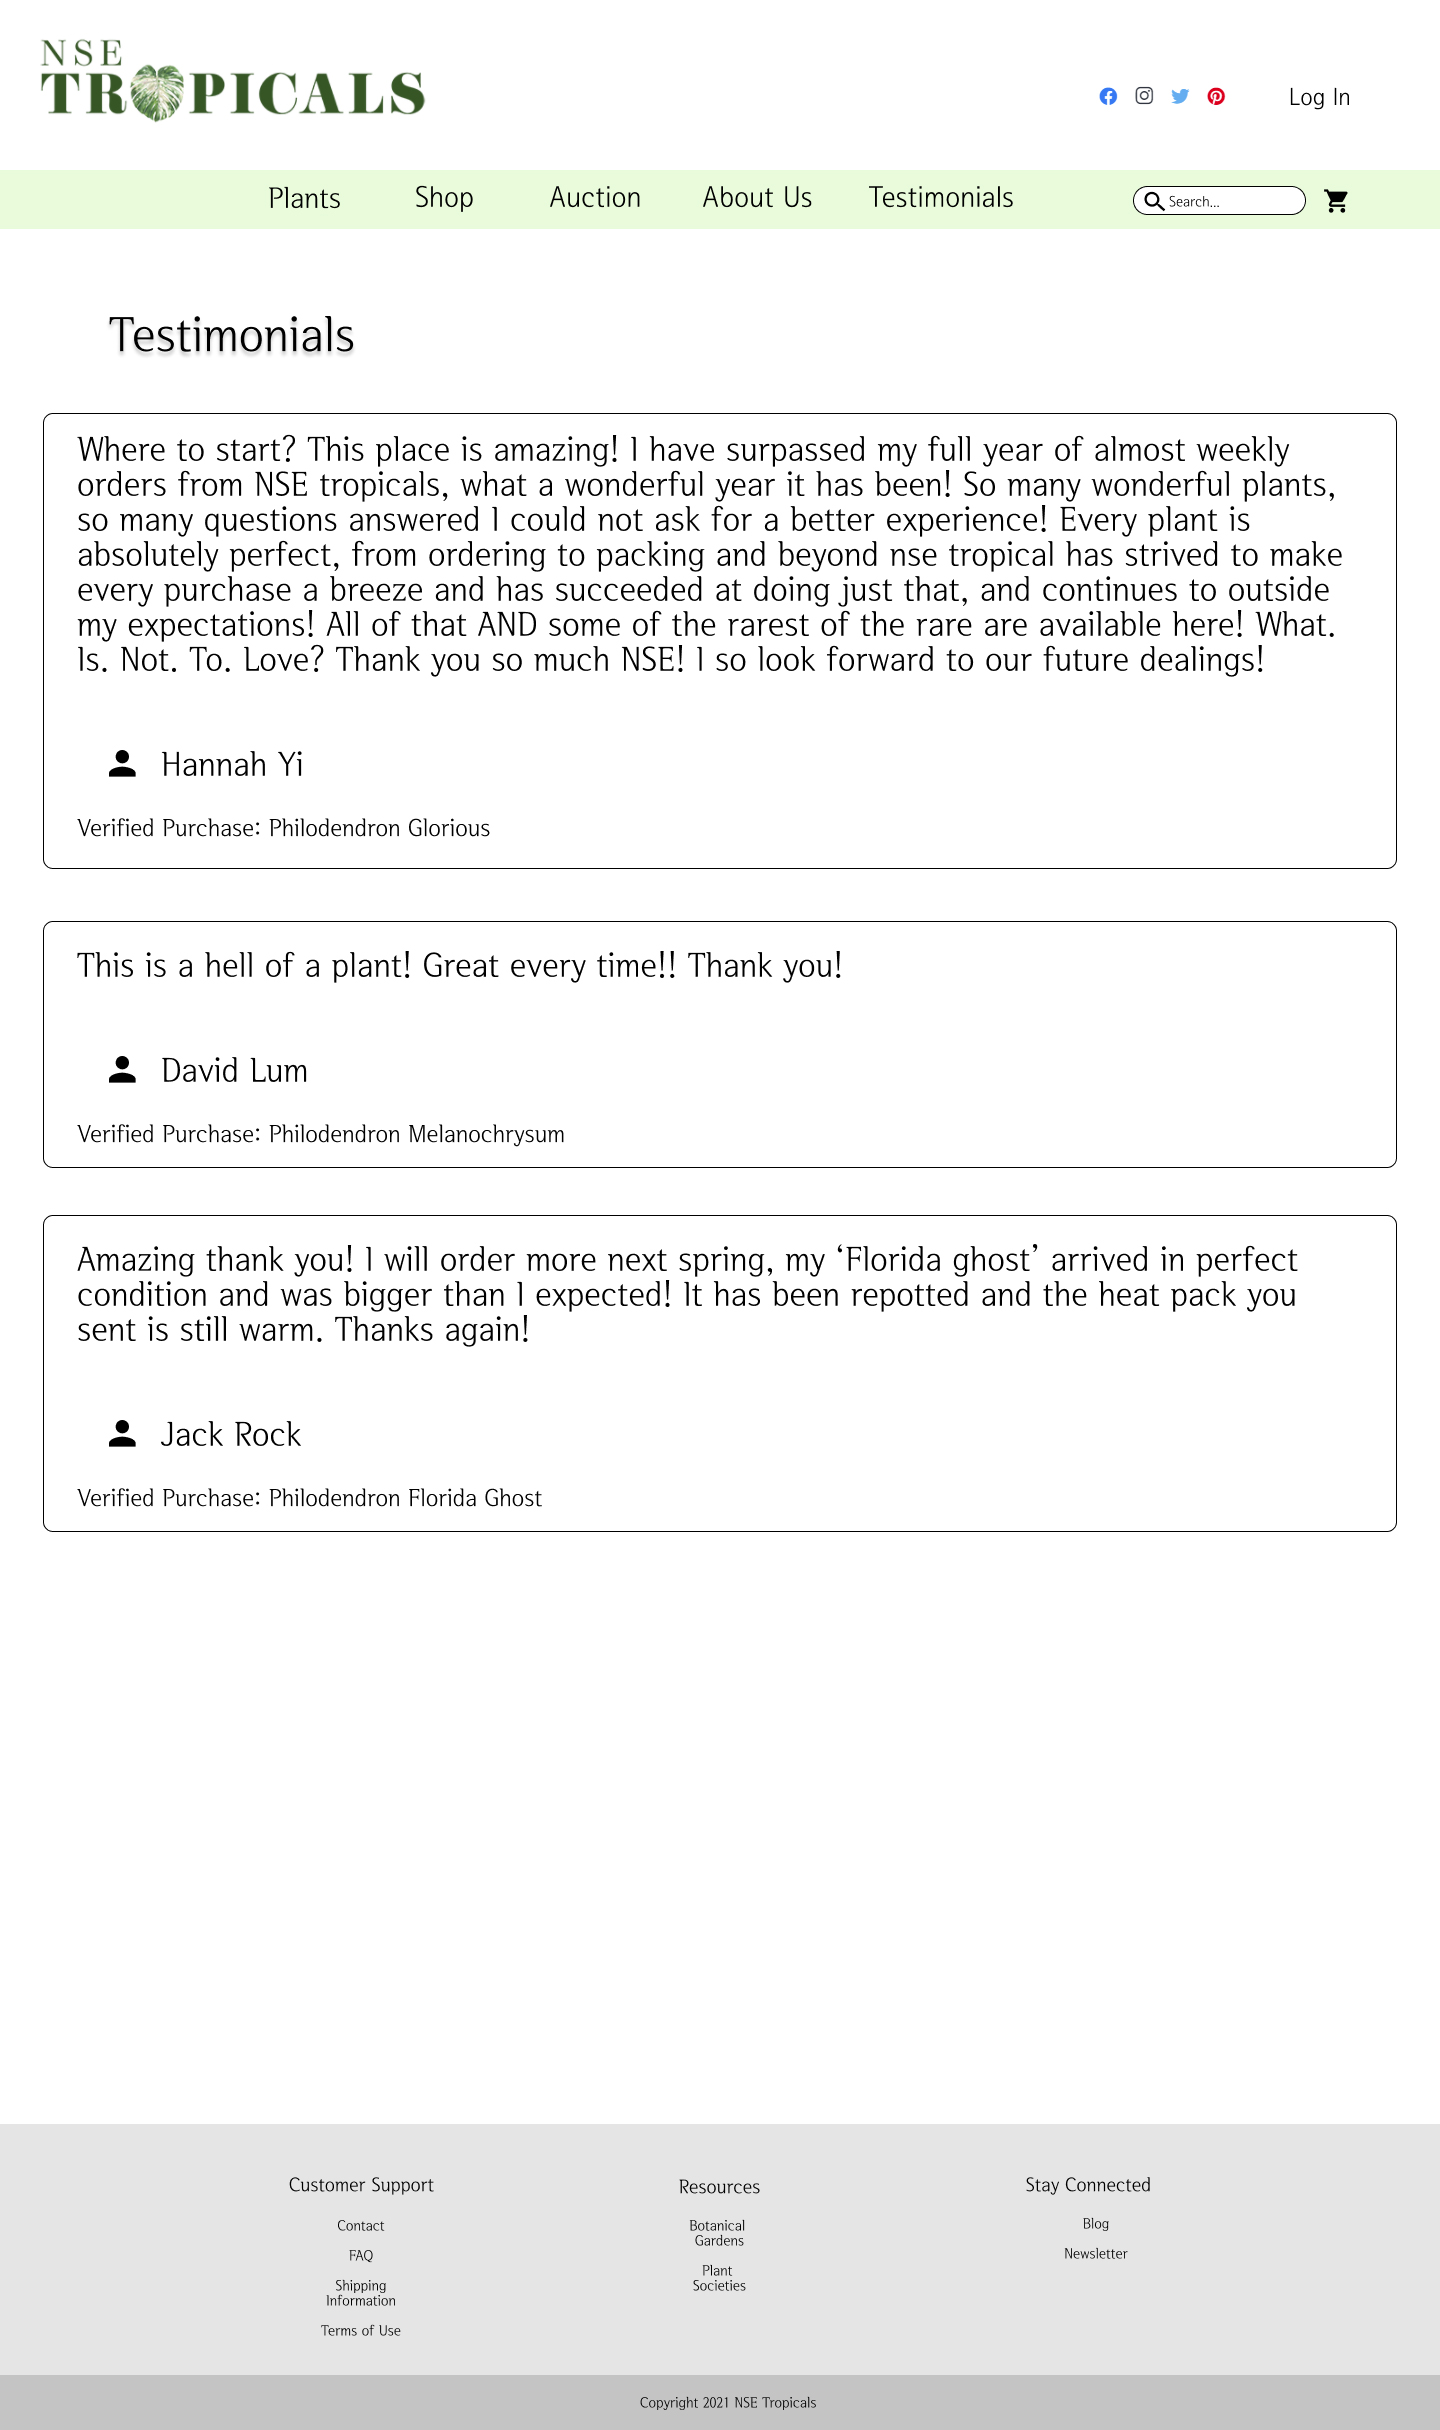 NSE
TROPICALS
Log In
Plants Shop Auction About Us Testimonials Search...
Testimonials
Where to start? This place is amazing! I have surpassed my full year of almost weekly
orders from NSE tropicals, what a wonderful year it has been! So many wonderful plants,
so many questions answered I could not ask for a better experience! Every plant is
absolutely perfect, from ordering to packing and beyond nse tropical has strived to make
every purchase a breeze and has succeeded at doing just that, and continues to outside
my expectations! All of that AND some of the rarest of the rare are available here! What.
Is. Not. To. Love? Thank you so much NSE! I so look forward to our future dealings!
Hannah Yi
Verified Purchase: Philodendron Glorious
This is a hell of a plant! Great every time!! Thank you!
David Lum
Verified Purchase: Philodendron Melanochrysum
Amazing thank you! I will order more next spring, my ‘Florida ghost’ arrived in perfect
condition and was bigger than I expected! It has been repotted and the heat pack you
sent is still warm. Thanks again!
Jack Rock
Verified Purchase: Philodendron Florida Ghost
Customer Support
Contact
FAQ
Shipping
Information
Terms of Use
Resources
Botanical
Gardens
Plant
Societies
Stay Connected
Blog
Newsletter
Copyright 2021 NSE Tropicals